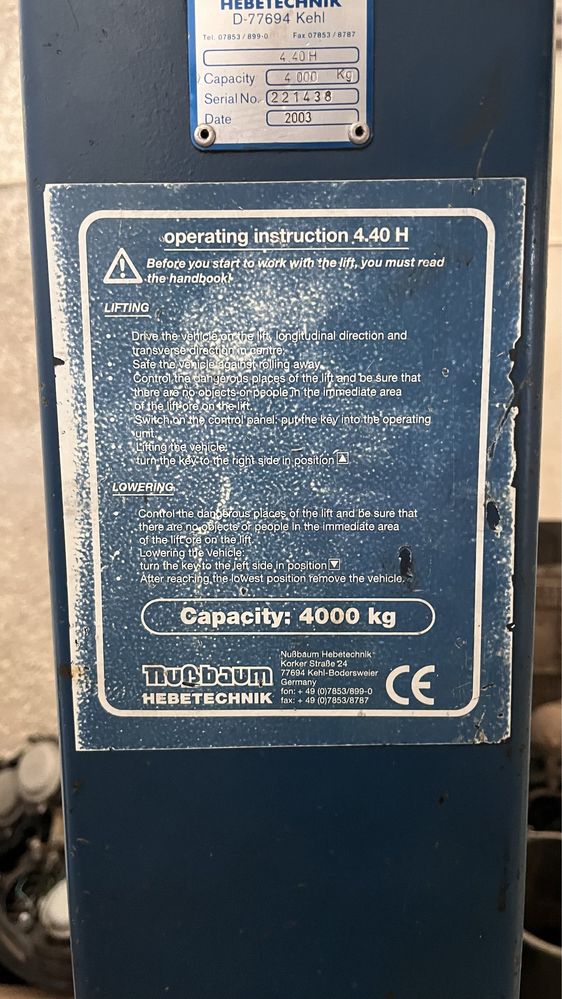 HEBETECHNIK
D-77694 Kehl
Tel. 07853 / 899-0 Fax 07853 / 8787
4.40 H
Capacity 4 000 Kg
Serial No. 221438
Date 2003
operating instruction 4.40 H
Before you start to work with the lift, you must read
the handbook!
LIFTING
• Drive the vehicle on the lift, longitudinal direction and
transverse direction in centre.
• Safe the vehicle against rolling away.
• Control the dangerous places of the lift and be sure that
there are no objects or people in the immediate area
of the lift ore on the lift.
• Switch on the control panel: put the key into the operating
unit.
• Lifting the vehicle:
turn the key to the right side in position ▲
LOWERING
• Control the dangerous places of the lift and be sure that
there are no objects or people in the immediate area
of the lift ore on the lift
• Lowering the vehicle:
turn the key to the left side in position ▼
• After reaching the lowest position remove the vehicle.
Capacity: 4000 kg
Nußbaum
HEBETECHNIK
Nußbaum Hebetechnik
Korker Straße 24
77694 Kehl-Bodersweier
Germany
fon: + 49 (0)7853/899-0
fax: + 49 (0)7853/8787
CE